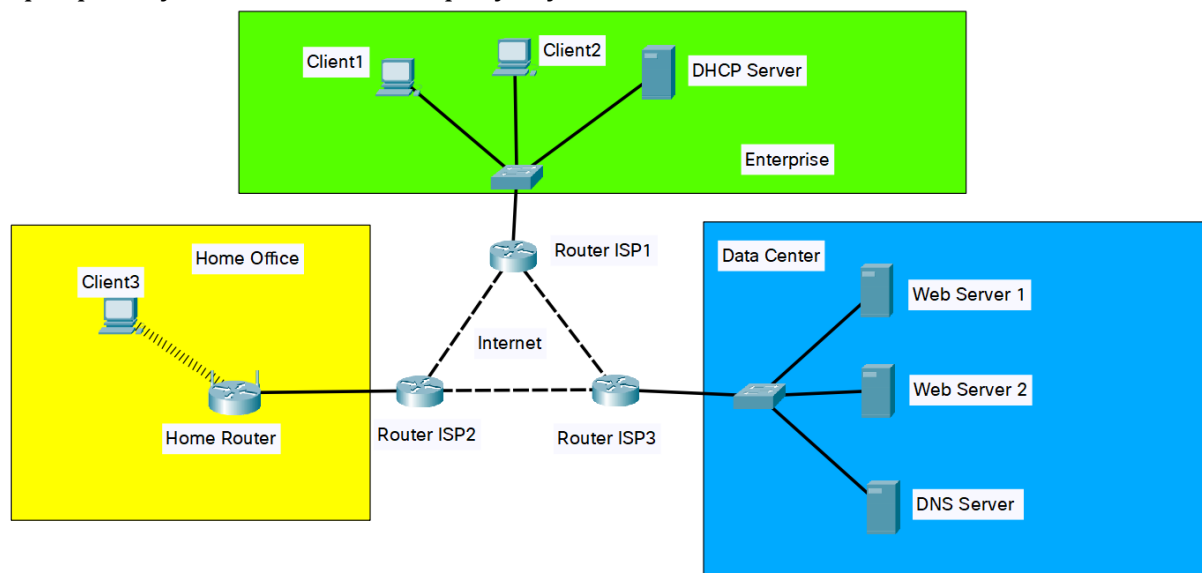 Client1
Client2
DHCP Server
Enterprise
Home Office
Client3
Home Router
Router ISP1
Internet
Router ISP2
Router ISP3
Data Center
Web Server 1
Web Server 2
DNS Server